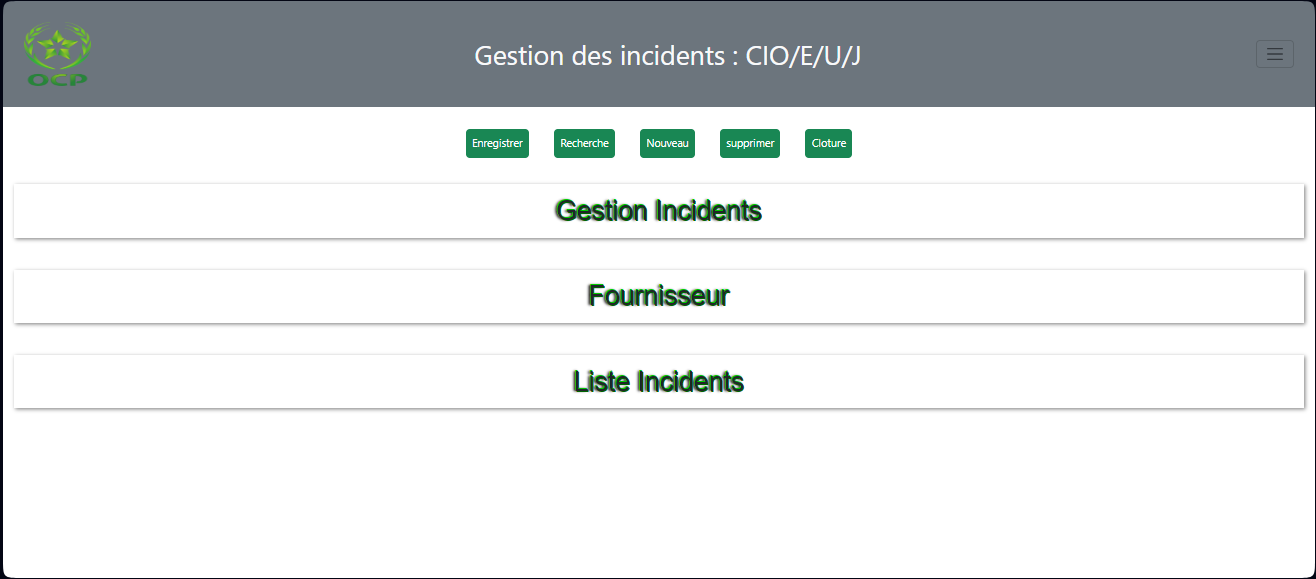 OCP
Gestion des incidents : CIO/E/U/J
Enregistrer Recherche Nouveau supprimer Cloture
Gestion Incidents
Fournisseur
Liste Incidents